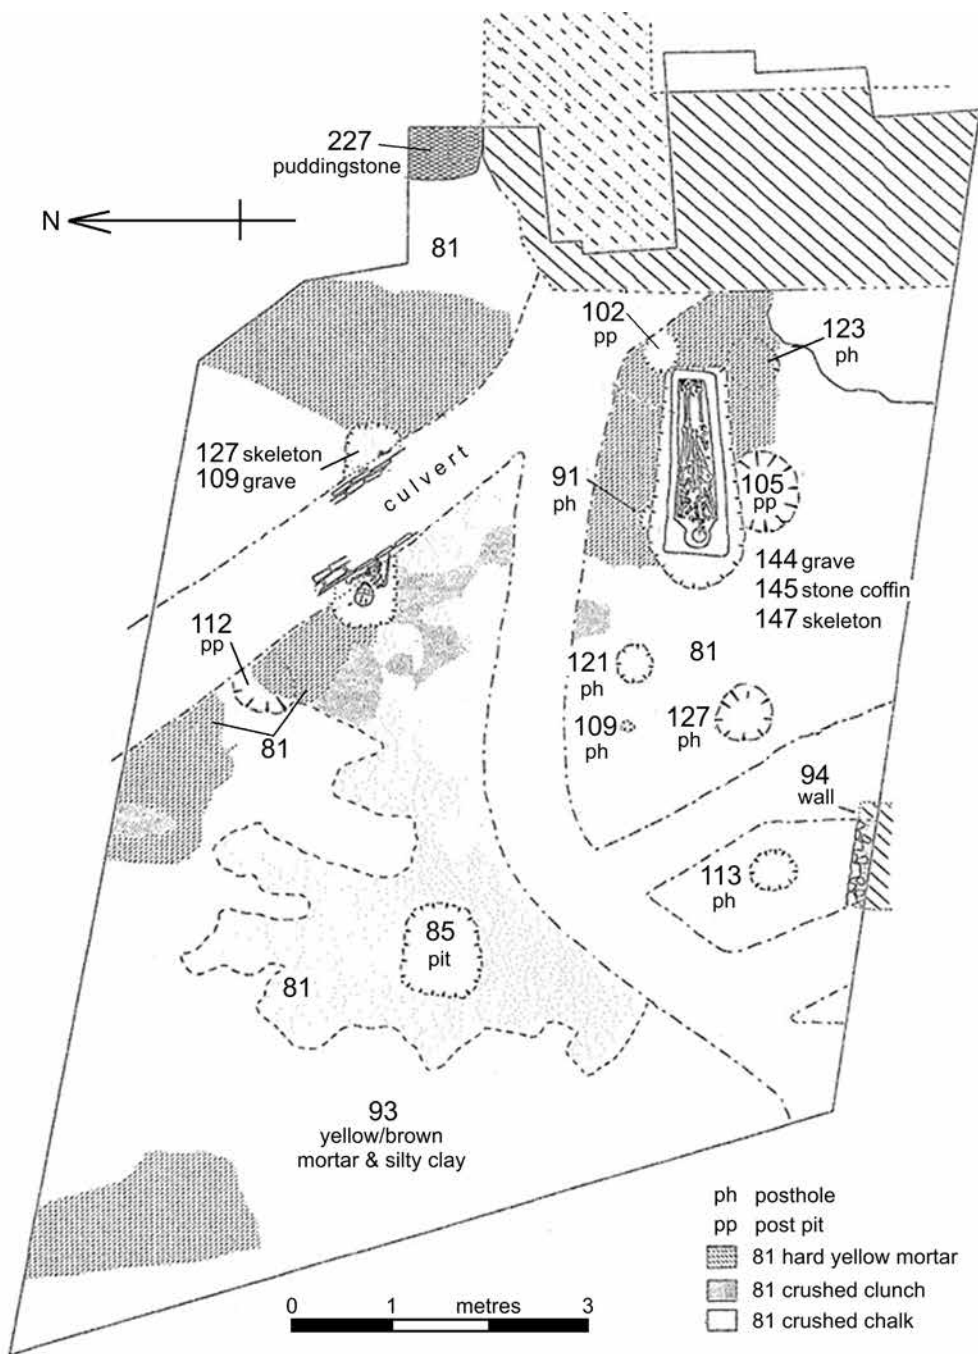 227
puddingstone
N
81
102
pp
123
ph
127 skeleton
109 grave
culvert
91
ph
105
pp
144 grave
145 stone coffin
147 skeleton
112
pp
121
ph
81
109
ph
127
ph
81
94
wall
113
ph
85
pit
81
93
yellow/brown
mortar & silty clay
ph posthole
pp post pit
81 hard yellow mortar
81 crushed clunch
81 crushed chalk
0 1 metres 3